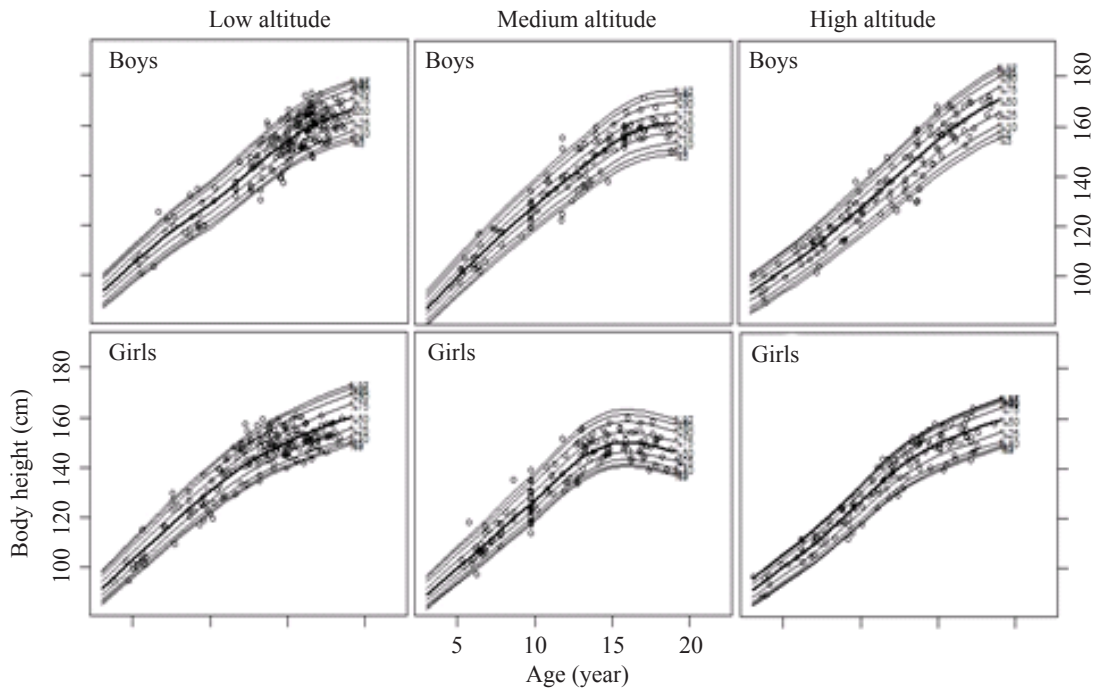 Low altitude
Medium altitude
High altitude
Boys
Boys
Boys
180
160
140
120
100
Girls
Girls
Girls
Body height (cm)
180
160
140
120
100
5 10 15 20
Age (year)